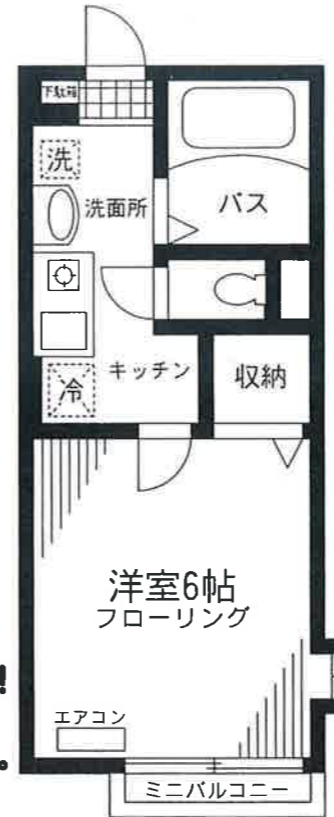 下駄箱
洗
洗面所
バス
キッチン
冷
収納
洋室6帖
フローリング
!
エアコン
。
ミニバルコニー